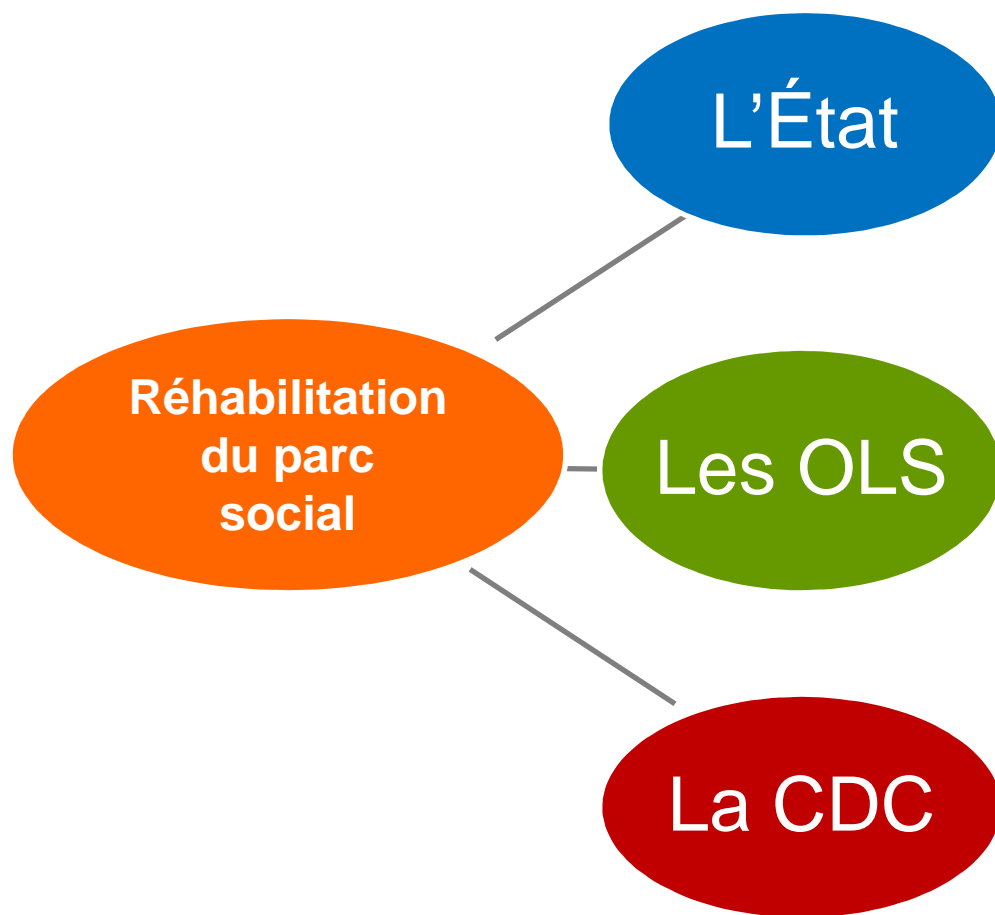 L’État
Réhabilitation
du parc
social
Les OLS
La CDC